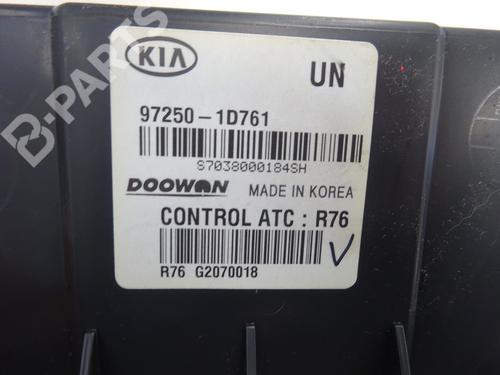 B-PARTS
KIA
UN
97250-1D761
S7038000184SH
DOOWON MADE IN KOREA
CONTROL ATC : R76
R76 G2070018
V